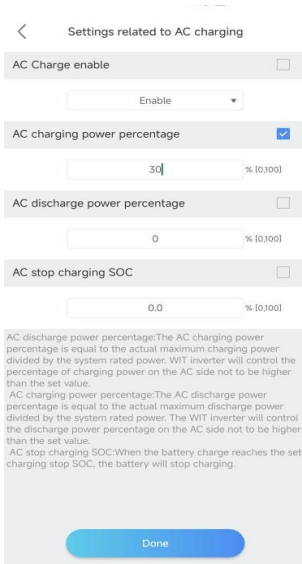 Settings related to AC charging
AC Charge enable
Enable
AC charging power percentage
30
% [0,100]
AC discharge power percentage
0
% [0,100]
AC stop charging SOC
0.0
% [0,100]
AC discharge power percentage:The AC charging power
percentage is equal to the actual maximum charging power
divided by the system rated power. WIT inverter will control the
percentage of charging power on the AC side not to be higher
than the set value.
AC charging power percentage:The AC discharge power
percentage is equal to the actual maximum discharge power
divided by the system rated power. The WIT inverter will control
the discharge power percentage on the AC side not to be higher
than the set value.
AC stop charging SOC:When the battery charge reaches the set
charging stop SOC, the battery will stop charging.
Done